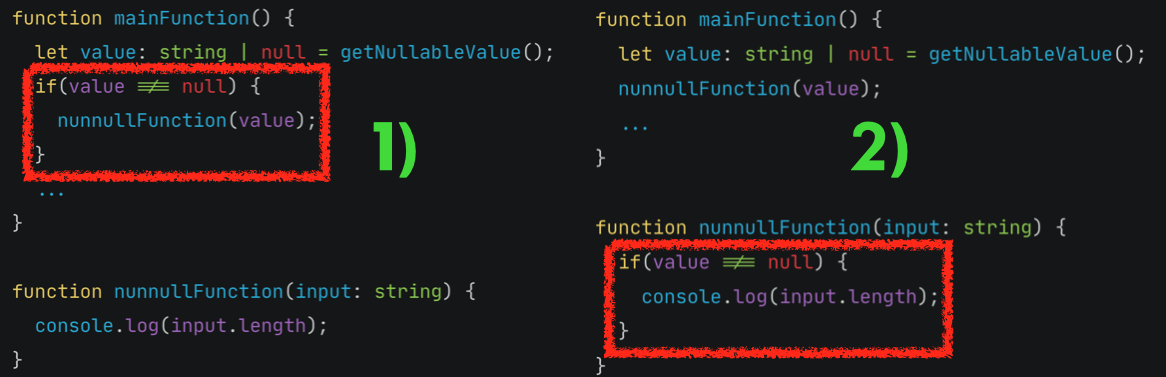 function mainFunction() {
let value: string | null = getNullableValue();
if(value !== null) {
nunnullFunction(value);
}
...
}
function nunnullFunction(input: string) {
console.log(input.length);
}
1)
function mainFunction() {
let value: string | null = getNullableValue();
nunnullFunction(value);
...
}
2)
function nunnullFunction(input: string) {
if(value !== null) {
console.log(input.length);
}
}